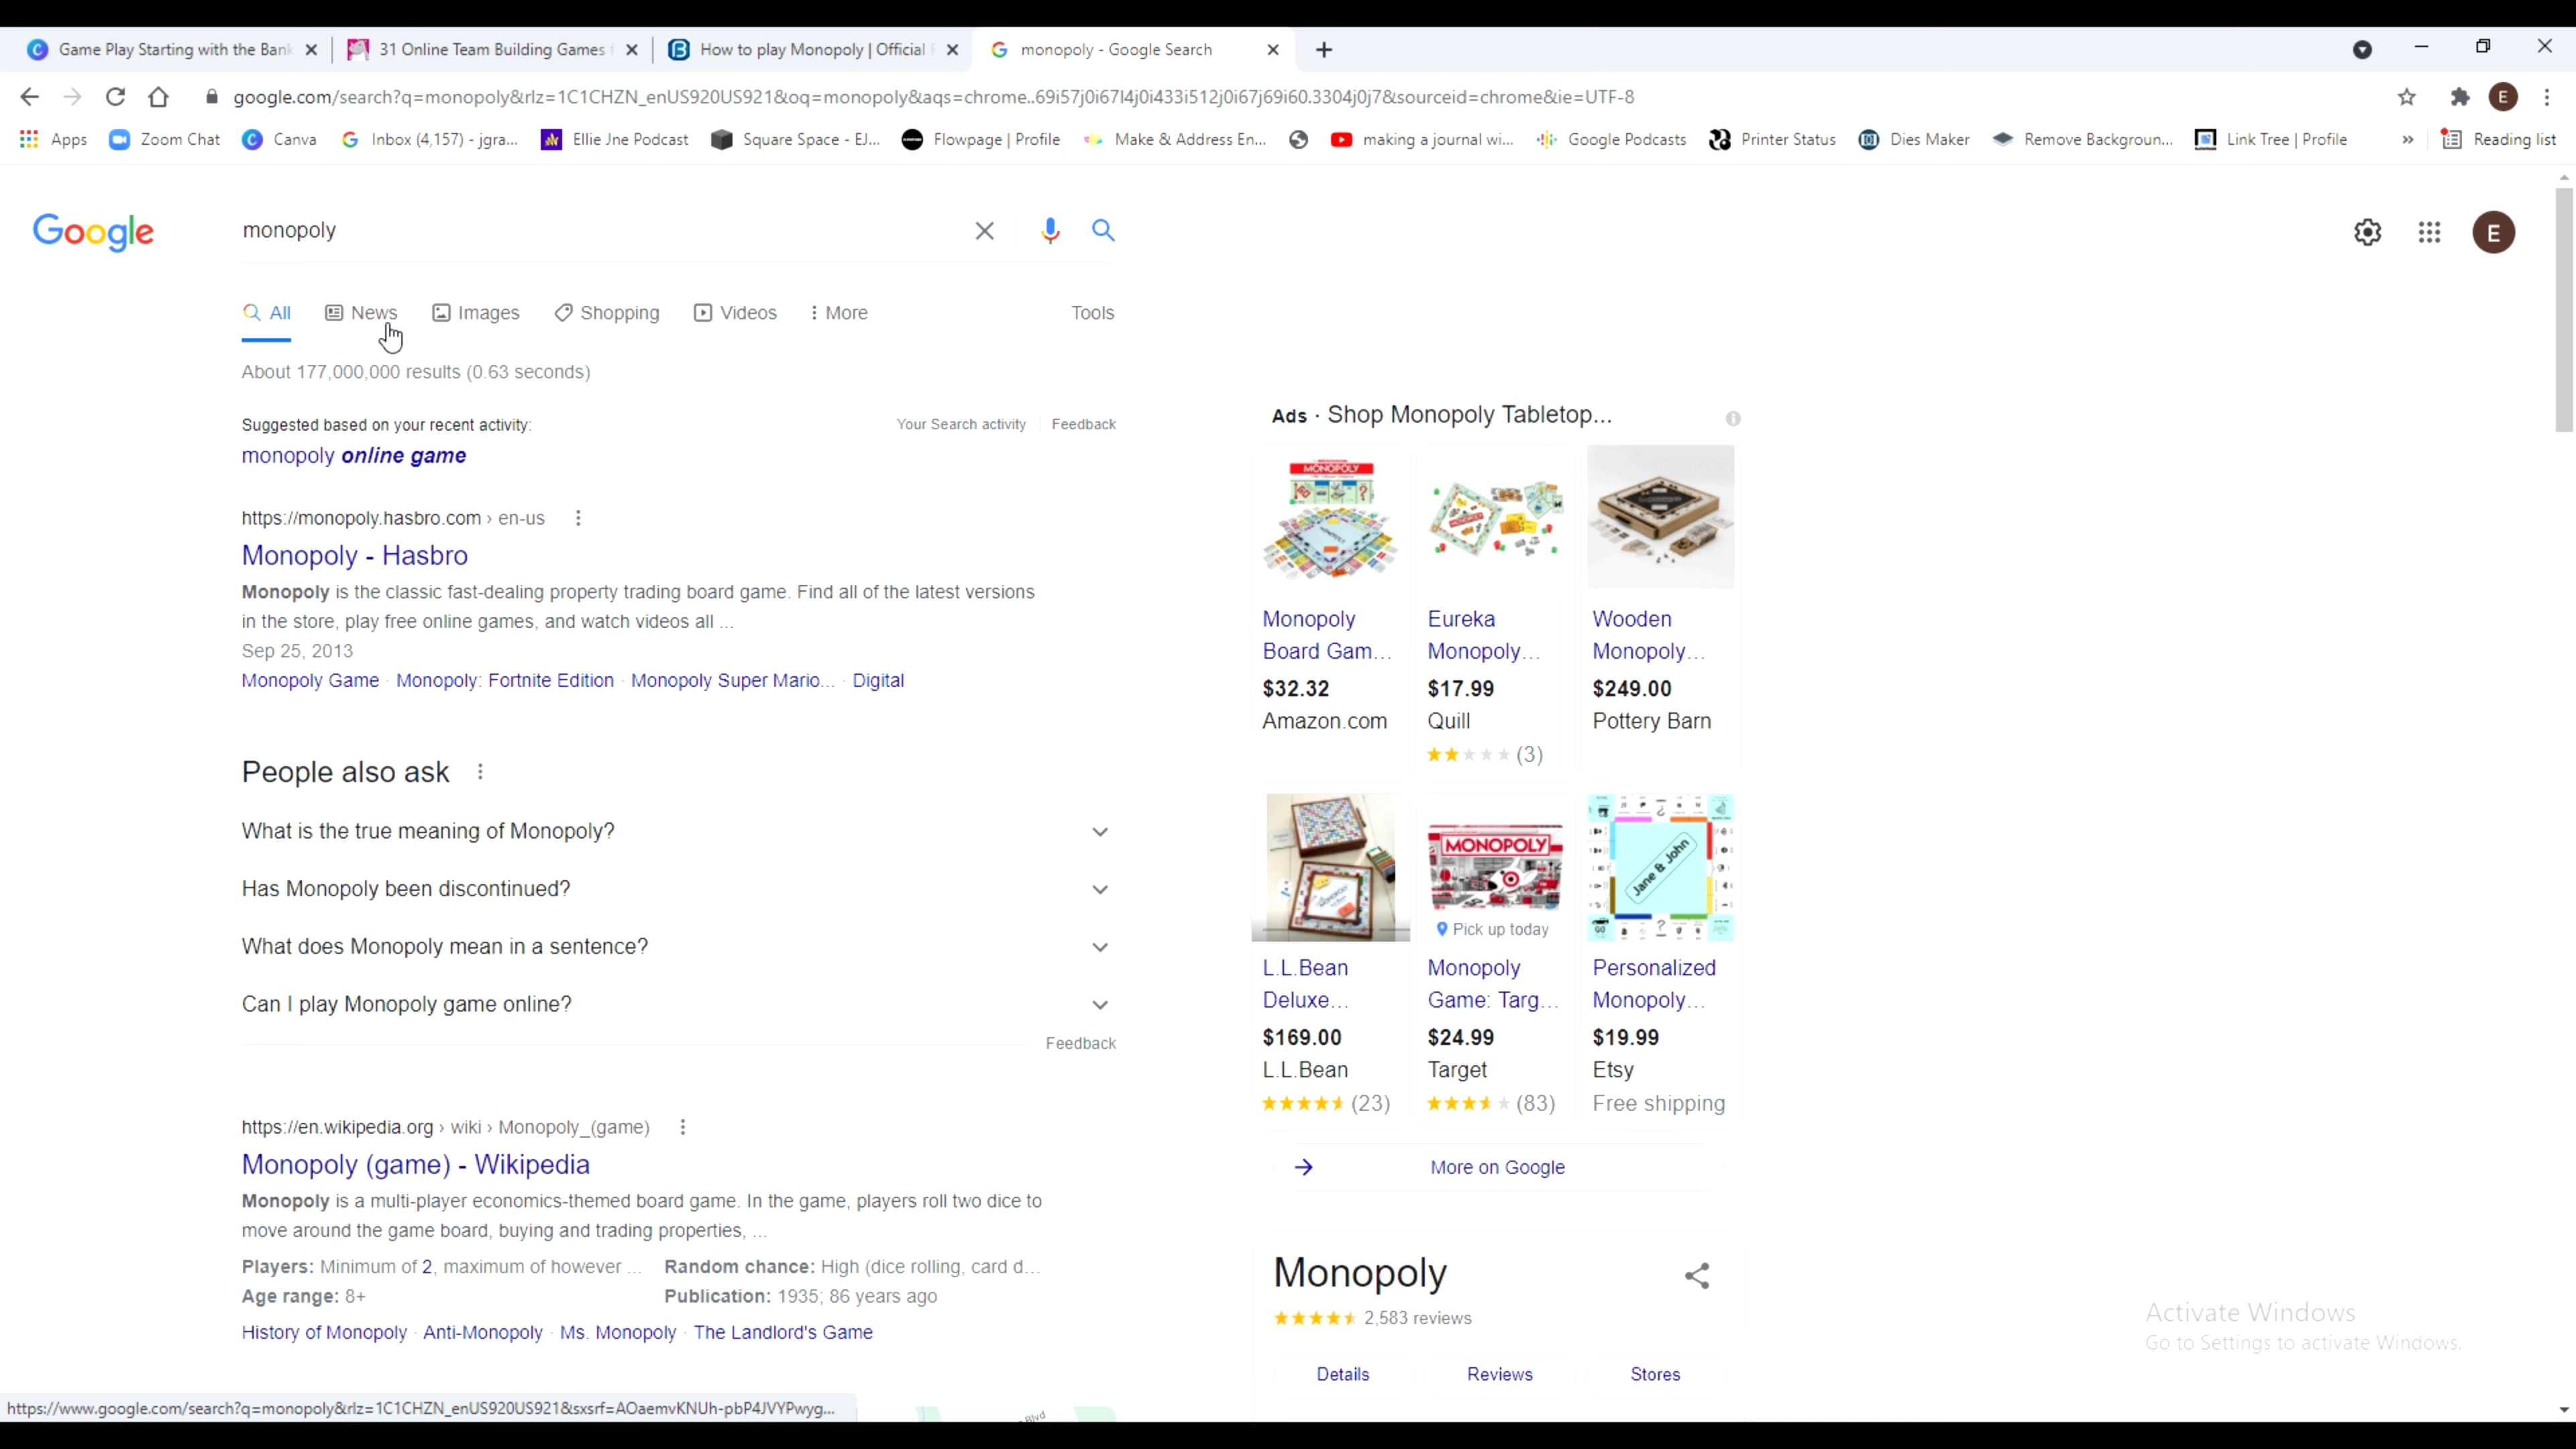 Game Play Starting with the Bank
31 Online Team Building Games f
How to play Monopoly | Official
monopoly - Google Search
google.com/search?q=monopoly&rlz=1C1CHZN_enUS920US921&oq=monopoly&aqs=chrome..69i57j0i67l4j0i433i512j0i67j69i60.3304j0j7&sourceid=chrome&ie=UTF-8
E
Apps
Zoom Chat
Canva
Inbox (4,157) - jgra...
Ellie Jne Podcast
Square Space - EJ...
Flowpage | Profile
Make & Address En...
making a journal wi...
Google Podcasts
Printer Status
Dies Maker
Remove Backgroun...
Link Tree | Profile
»
Reading list
Google
monopoly
E
All
News
Images
Shopping
Videos
More
Tools
About 177,000,000 results (0.63 seconds)
Suggested based on your recent activity:
Your Search activity
Feedback
monopoly online game
https://monopoly.hasbro.com › en-us
Monopoly - Hasbro
Monopoly is the classic fast-dealing property trading board game. Find all of the latest versions
in the store, play free online games, and watch videos all ...
Sep 25, 2013
Monopoly Game · Monopoly: Fortnite Edition · Monopoly Super Mario... · Digital
People also ask
What is the true meaning of Monopoly?
Has Monopoly been discontinued?
What does Monopoly mean in a sentence?
Can I play Monopoly game online?
Feedback
https://en.wikipedia.org › wiki › Monopoly_(game)
Monopoly (game) - Wikipedia
Monopoly is a multi-player economics-themed board game. In the game, players roll two dice to
move around the game board, buying and trading properties, ...
Players: Minimum of 2, maximum of however ...
Random chance: High (dice rolling, card d...
Age range: 8+
Publication: 1935; 86 years ago
History of Monopoly · Anti-Monopoly · Ms. Monopoly · The Landlord's Game
Ads · Shop Monopoly Tabletop...
MONOPOLY
Monopoly
Board Gam...
$32.32
Amazon.com
Eureka
Monopoly...
$17.99
Quill
(3)
Wooden
Monopoly...
$249.00
Pottery Barn
MONOPOLY
Jane & John
GO
Pick up today
L.L.Bean
Deluxe...
$169.00
L.L.Bean
(23)
Monopoly
Game: Targ...
$24.99
Target
(83)
Personalized
Monopoly...
$19.99
Etsy
Free shipping
More on Google
Monopoly
2,583 reviews
Details
Reviews
Stores
Activate Windows
Go to Settings to activate Windows.
https://www.google.com/search?q=monopoly&rlz=1C1CHZN_enUS920US921&sxsrf=AOaemvKNUh-pbP4JVYPwyg...
Blvd